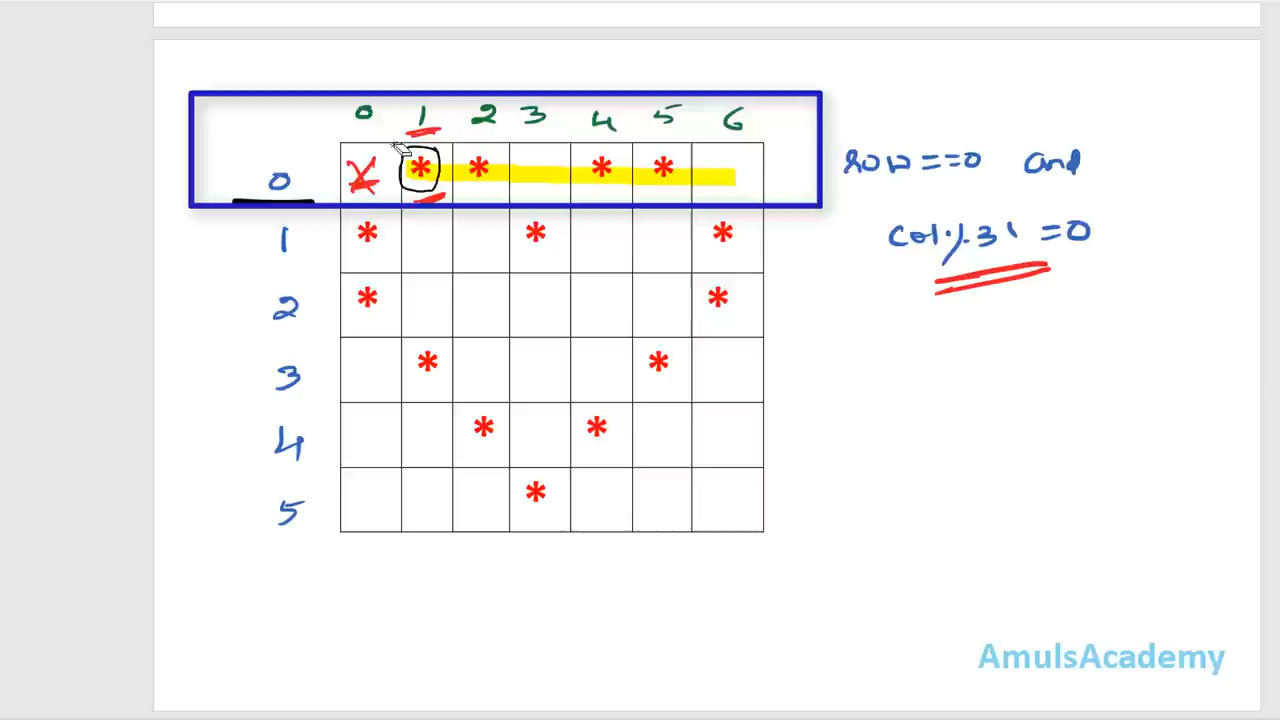 0 1 2 3 4 5 6
0 X * * * *
1 * * *
2 * *
3 * *
4 * *
5 *
row==0 and
col%3 =0
AmulsAcademy